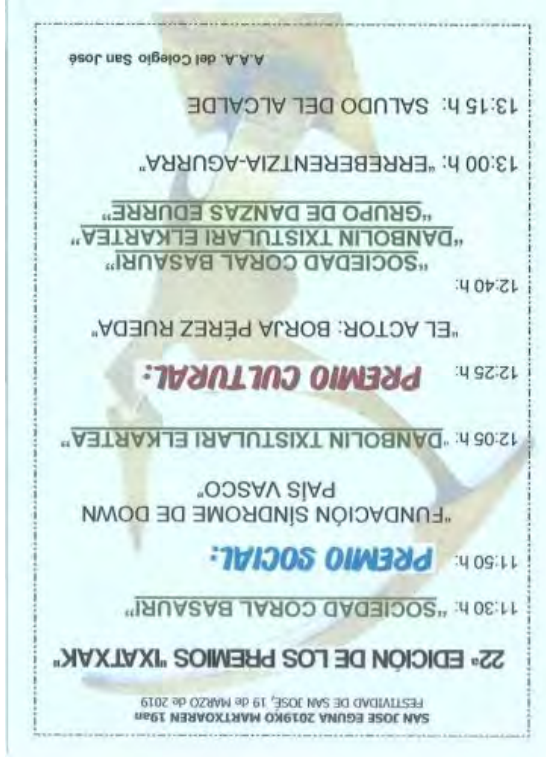 SAN JOSE EGUNA 2019KO MARTXOAREN 19an
FESTIVIDAD DE SAN JOSE, 19 de MARZO de 2019
22ª EDICIÓN DE LOS PREMIOS "IXATXAK"
11:30 h: "SOCIEDAD CORAL BASAURI"
11:50 h: PREMIO SOCIAL:
"FUNDACIÓN SÍNDROME DE DOWN
PAÍS VASCO"
12:05 h: "DANBOLIN TXISTULARI ELKARTEA"
12:25 h: PREMIO CULTURAL:
"EL ACTOR: BORJA PÉREZ RUEDA"
12:40 h:
"SOCIEDAD CORAL BASAURI"
"DANBOLIN TXISTULARI ELKARTEA"
"GRUPO DE DANZAS EDURRE"
13:00 h: "ERREBERENTZIA-AGURRA"
13:15 h: SALUDO DEL ALCALDE
A.A.A. del Colegio San José